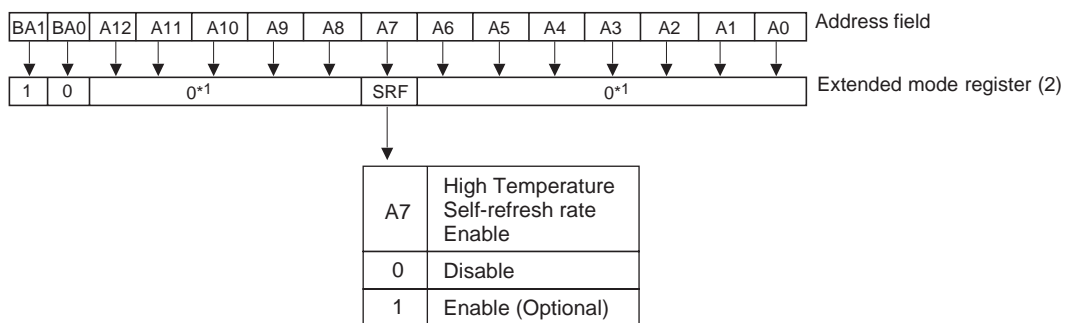 BA1 BA0 A12 A11 A10 A9 A8 A7 A6 A5 A4 A3 A2 A1 A0 Address field
1 0 0*1 SRF 0*1 Extended mode register (2)
A7 High Temperature
Self-refresh rate
Enable
0 Disable
1 Enable (Optional)